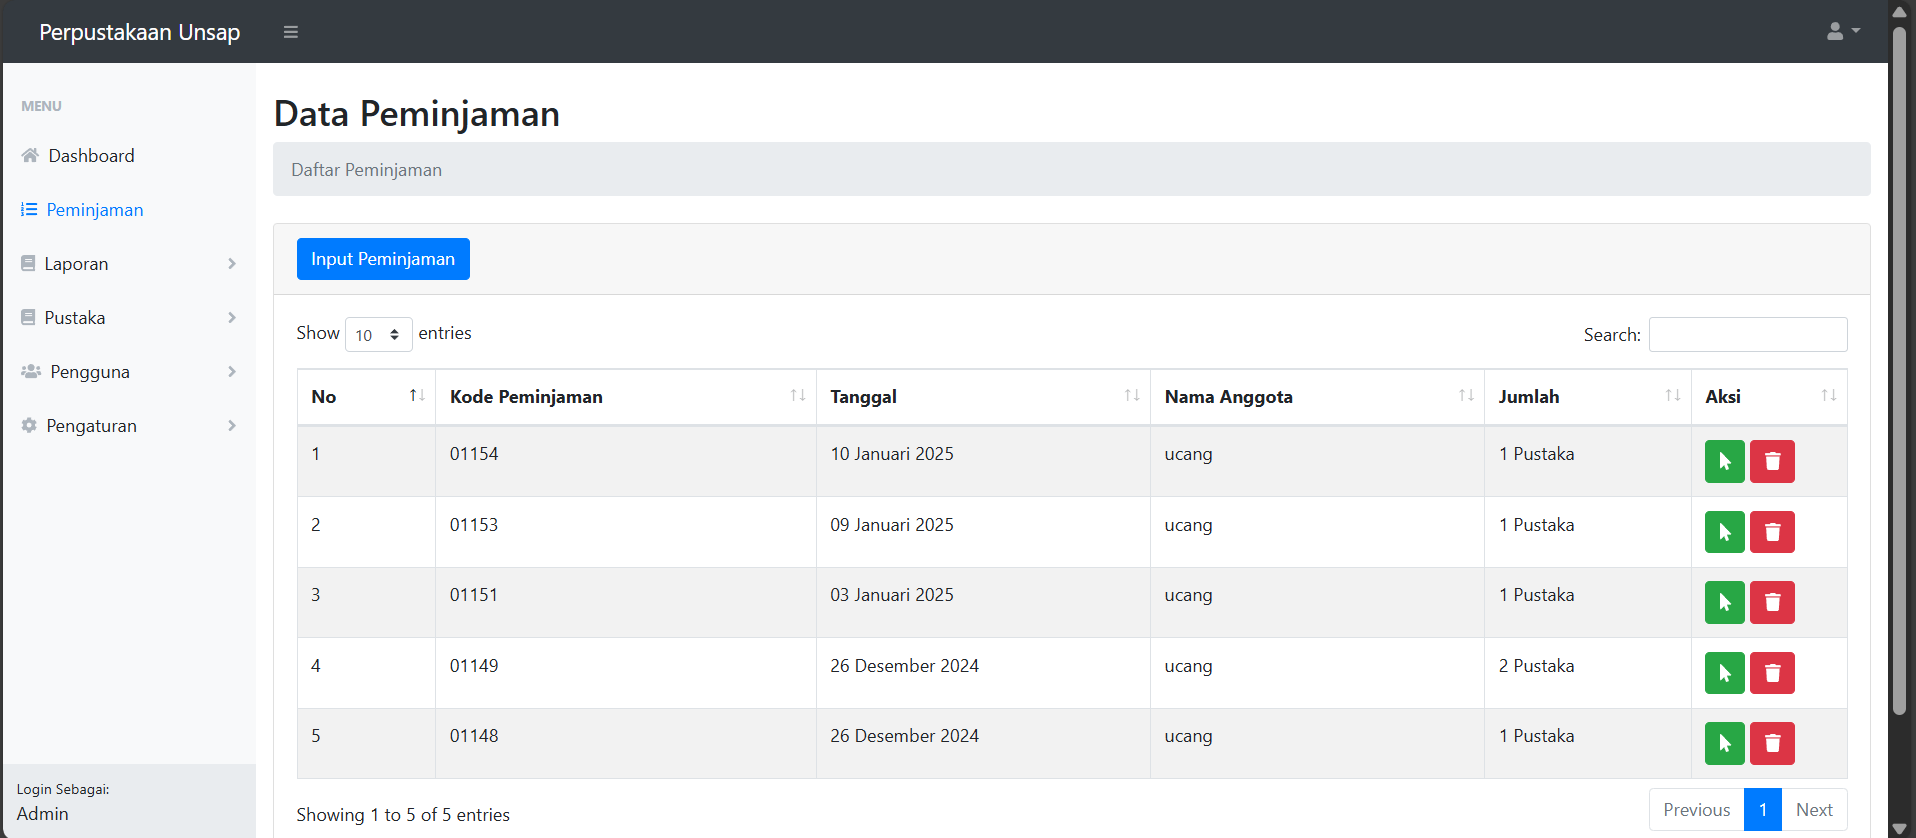 Perpustakaan Unsap
MENU
Dashboard
Peminjaman
Laporan
Pustaka
Pengguna
Pengaturan
Login Sebagai:
Admin
Data Peminjaman
Daftar Peminjaman
Input Peminjaman
Show 10 entries
Search:
No Kode Peminjaman Tanggal Nama Anggota Jumlah Aksi
1 01154 10 Januari 2025 ucang 1 Pustaka
2 01153 09 Januari 2025 ucang 1 Pustaka
3 01151 03 Januari 2025 ucang 1 Pustaka
4 01149 26 Desember 2024 ucang 2 Pustaka
5 01148 26 Desember 2024 ucang 1 Pustaka
Showing 1 to 5 of 5 entries
Previous 1 Next